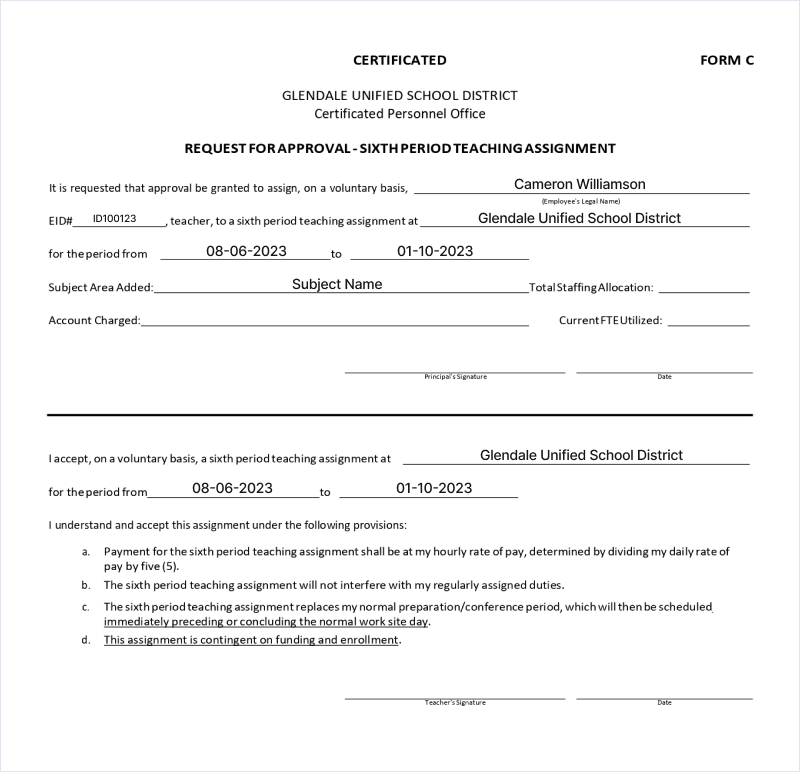 CERTIFICATED FORM C
GLENDALE UNIFIED SCHOOL DISTRICT
Certificated Personnel Office
REQUEST FOR APPROVAL - SIXTH PERIOD TEACHING ASSIGNMENT
It is requested that approval be granted to assign, on a voluntary basis, Cameron Williamson
(Employee's Legal Name)
EID# ID100123, teacher, to a sixth period teaching assignment at Glendale Unified School District
for the period from 08-06-2023 to 01-10-2023
Subject Area Added: Subject Name Total Staffing Allocation:
Account Charged: Current FTE Utilized:
Principal's Signature Date
I accept, on a voluntary basis, a sixth period teaching assignment at Glendale Unified School District
for the period from 08-06-2023 to 01-10-2023
I understand and accept this assignment under the following provisions:
a. Payment for the sixth period teaching assignment shall be at my hourly rate of pay, determined by dividing my daily rate of
pay by five (5).
b. The sixth period teaching assignment will not interfere with my regularly assigned duties.
c. The sixth period teaching assignment replaces my normal preparation/conference period, which will then be scheduled
immediately preceding or concluding the normal work site day.
d. This assignment is contingent on funding and enrollment.
Teacher's Signature Date